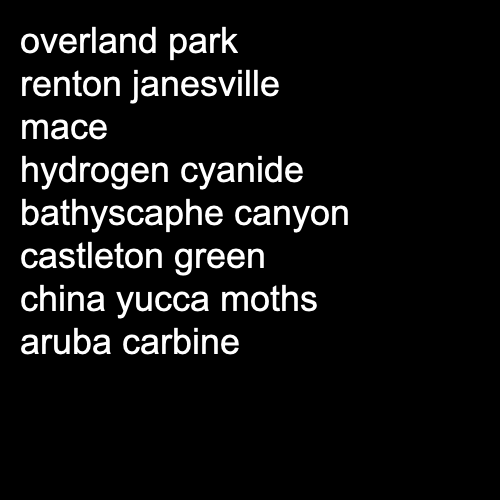 overland park
renton janesville
mace
hydrogen cyanide
bathyscaphe canyon
castleton green
china yucca moths
aruba carbine